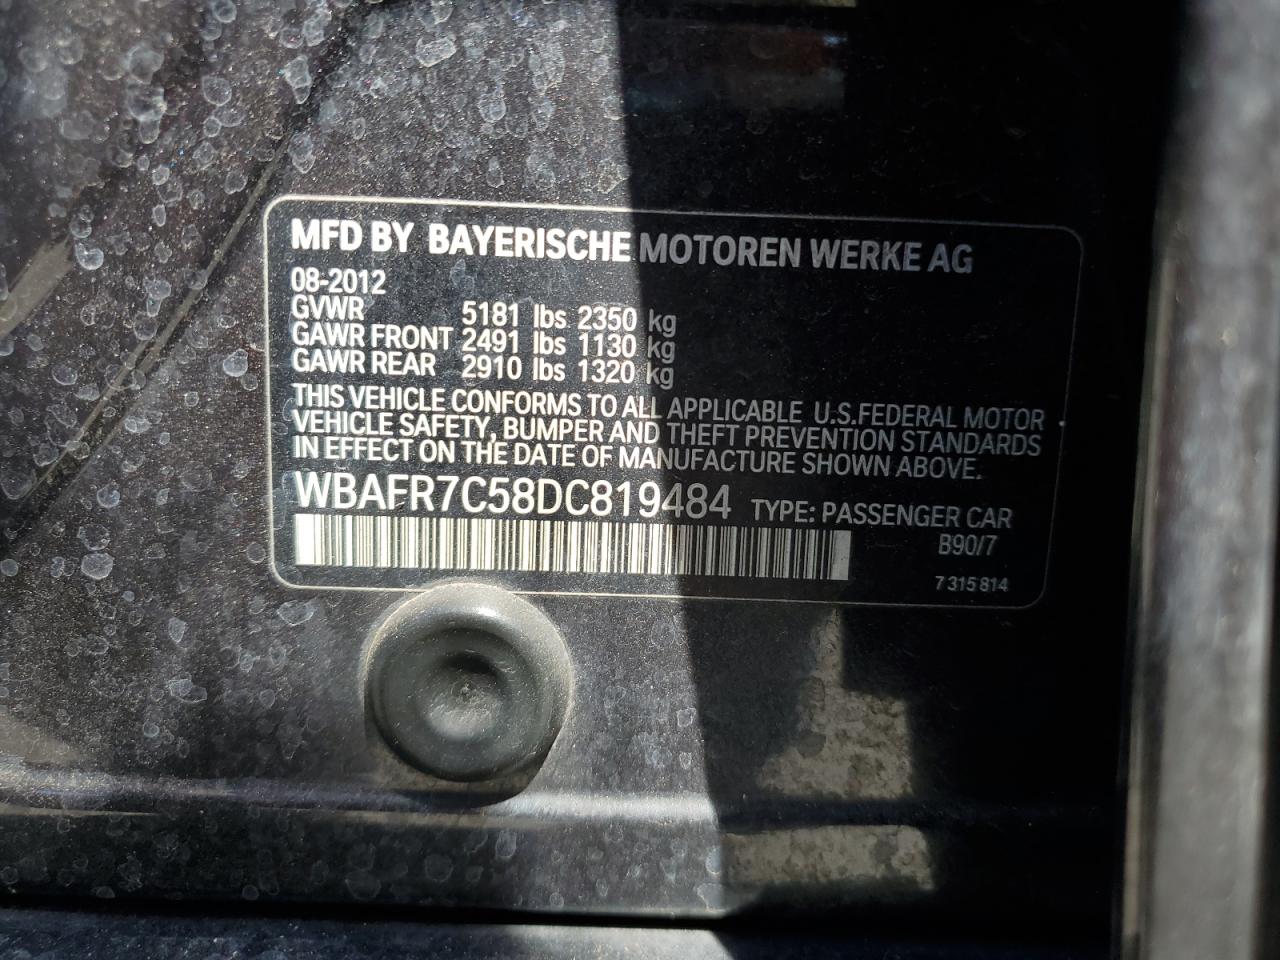 MFD BY BAYERISCHE MOTOREN WERKE AG
08-2012
GVWR 5181 lbs 2350 kg
GAWR FRONT 2491 lbs 1130 kg
GAWR REAR 2910 lbs 1320 kg
THIS VEHICLE CONFORMS TO ALL APPLICABLE U.S.FEDERAL MOTOR
VEHICLE SAFETY, BUMPER AND THEFT PREVENTION STANDARDS
IN EFFECT ON THE DATE OF MANUFACTURE SHOWN ABOVE.
WBAFR7C58DC819484 TYPE: PASSENGER CAR
B90/7
7 315 814